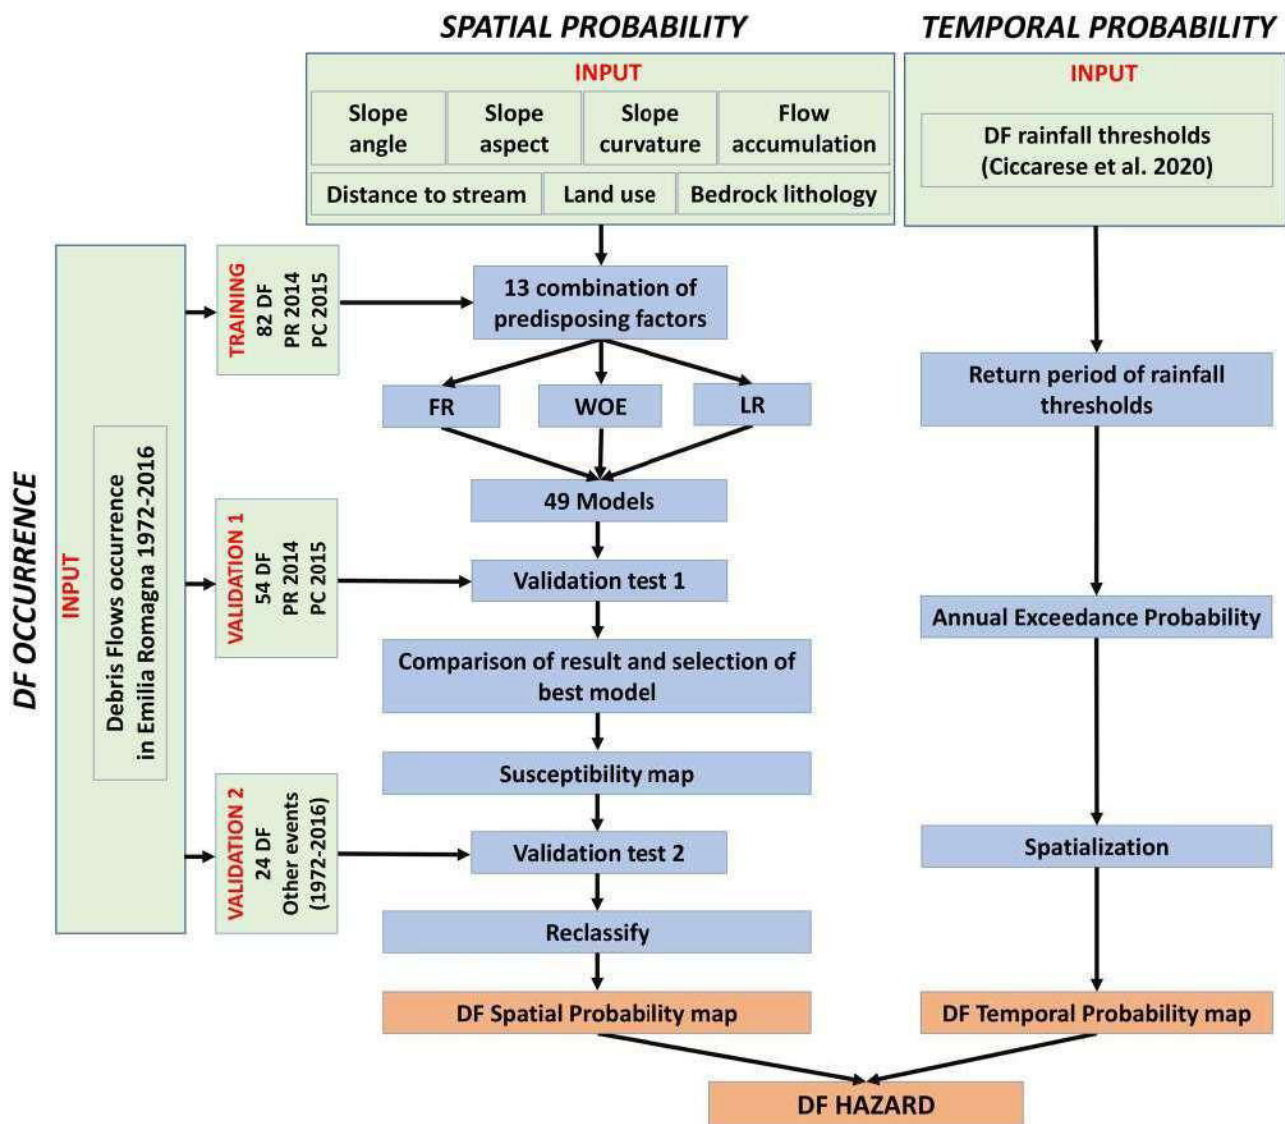 SPATIAL PROBABILITY
TEMPORAL PROBABILITY
INPUT
Slope
angle
Slope
aspect
Slope
curvature
Flow
accumulation
Distance to stream
Land use
Bedrock lithology
INPUT
DF rainfall thresholds
(Ciccarese et al. 2020)
DF OCCURRENCE
INPUT
Debris Flows occurrence
in Emilia Romagna 1972-2016
TRAINING
82 DF
PR 2014
PC 2015
VALIDATION 1
54 DF
PR 2014
PC 2015
VALIDATION 2
24 DF
Other events
(1972-2016)
13 combination of
predisposing factors
FR
WOE
LR
49 Models
Validation test 1
Comparison of result and selection of
best model
Susceptibility map
Validation test 2
Reclassify
DF Spatial Probability map
Return period of rainfall
thresholds
Annual Exceedance Probability
Spatialization
DF Temporal Probability map
DF HAZARD